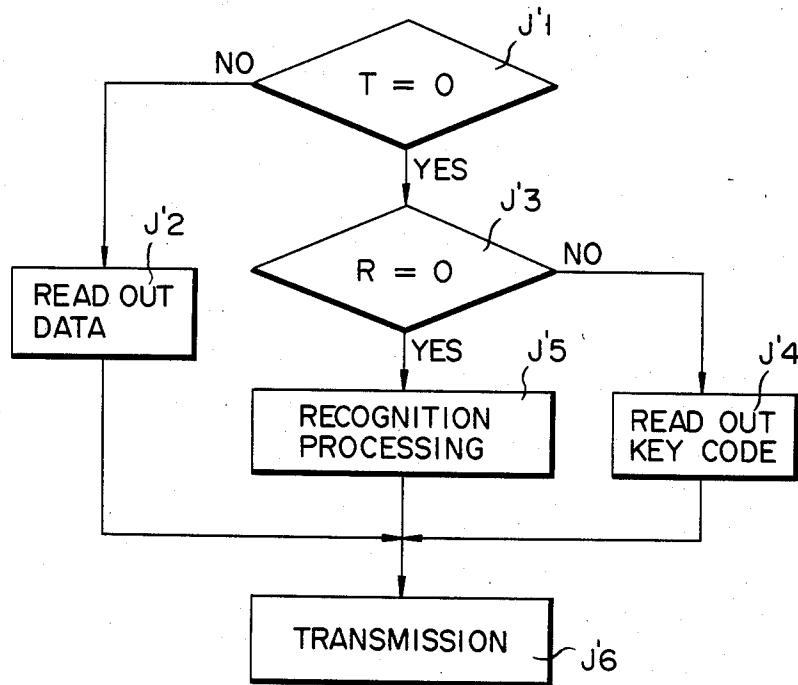 J'1
NO
T = 0
YES
J'3
J'2
NO
R = 0
READ OUT
DATA
YES
J'5
J'4
RECOGNITION
PROCESSING
READ OUT
KEY CODE
TRANSMISSION
J'6